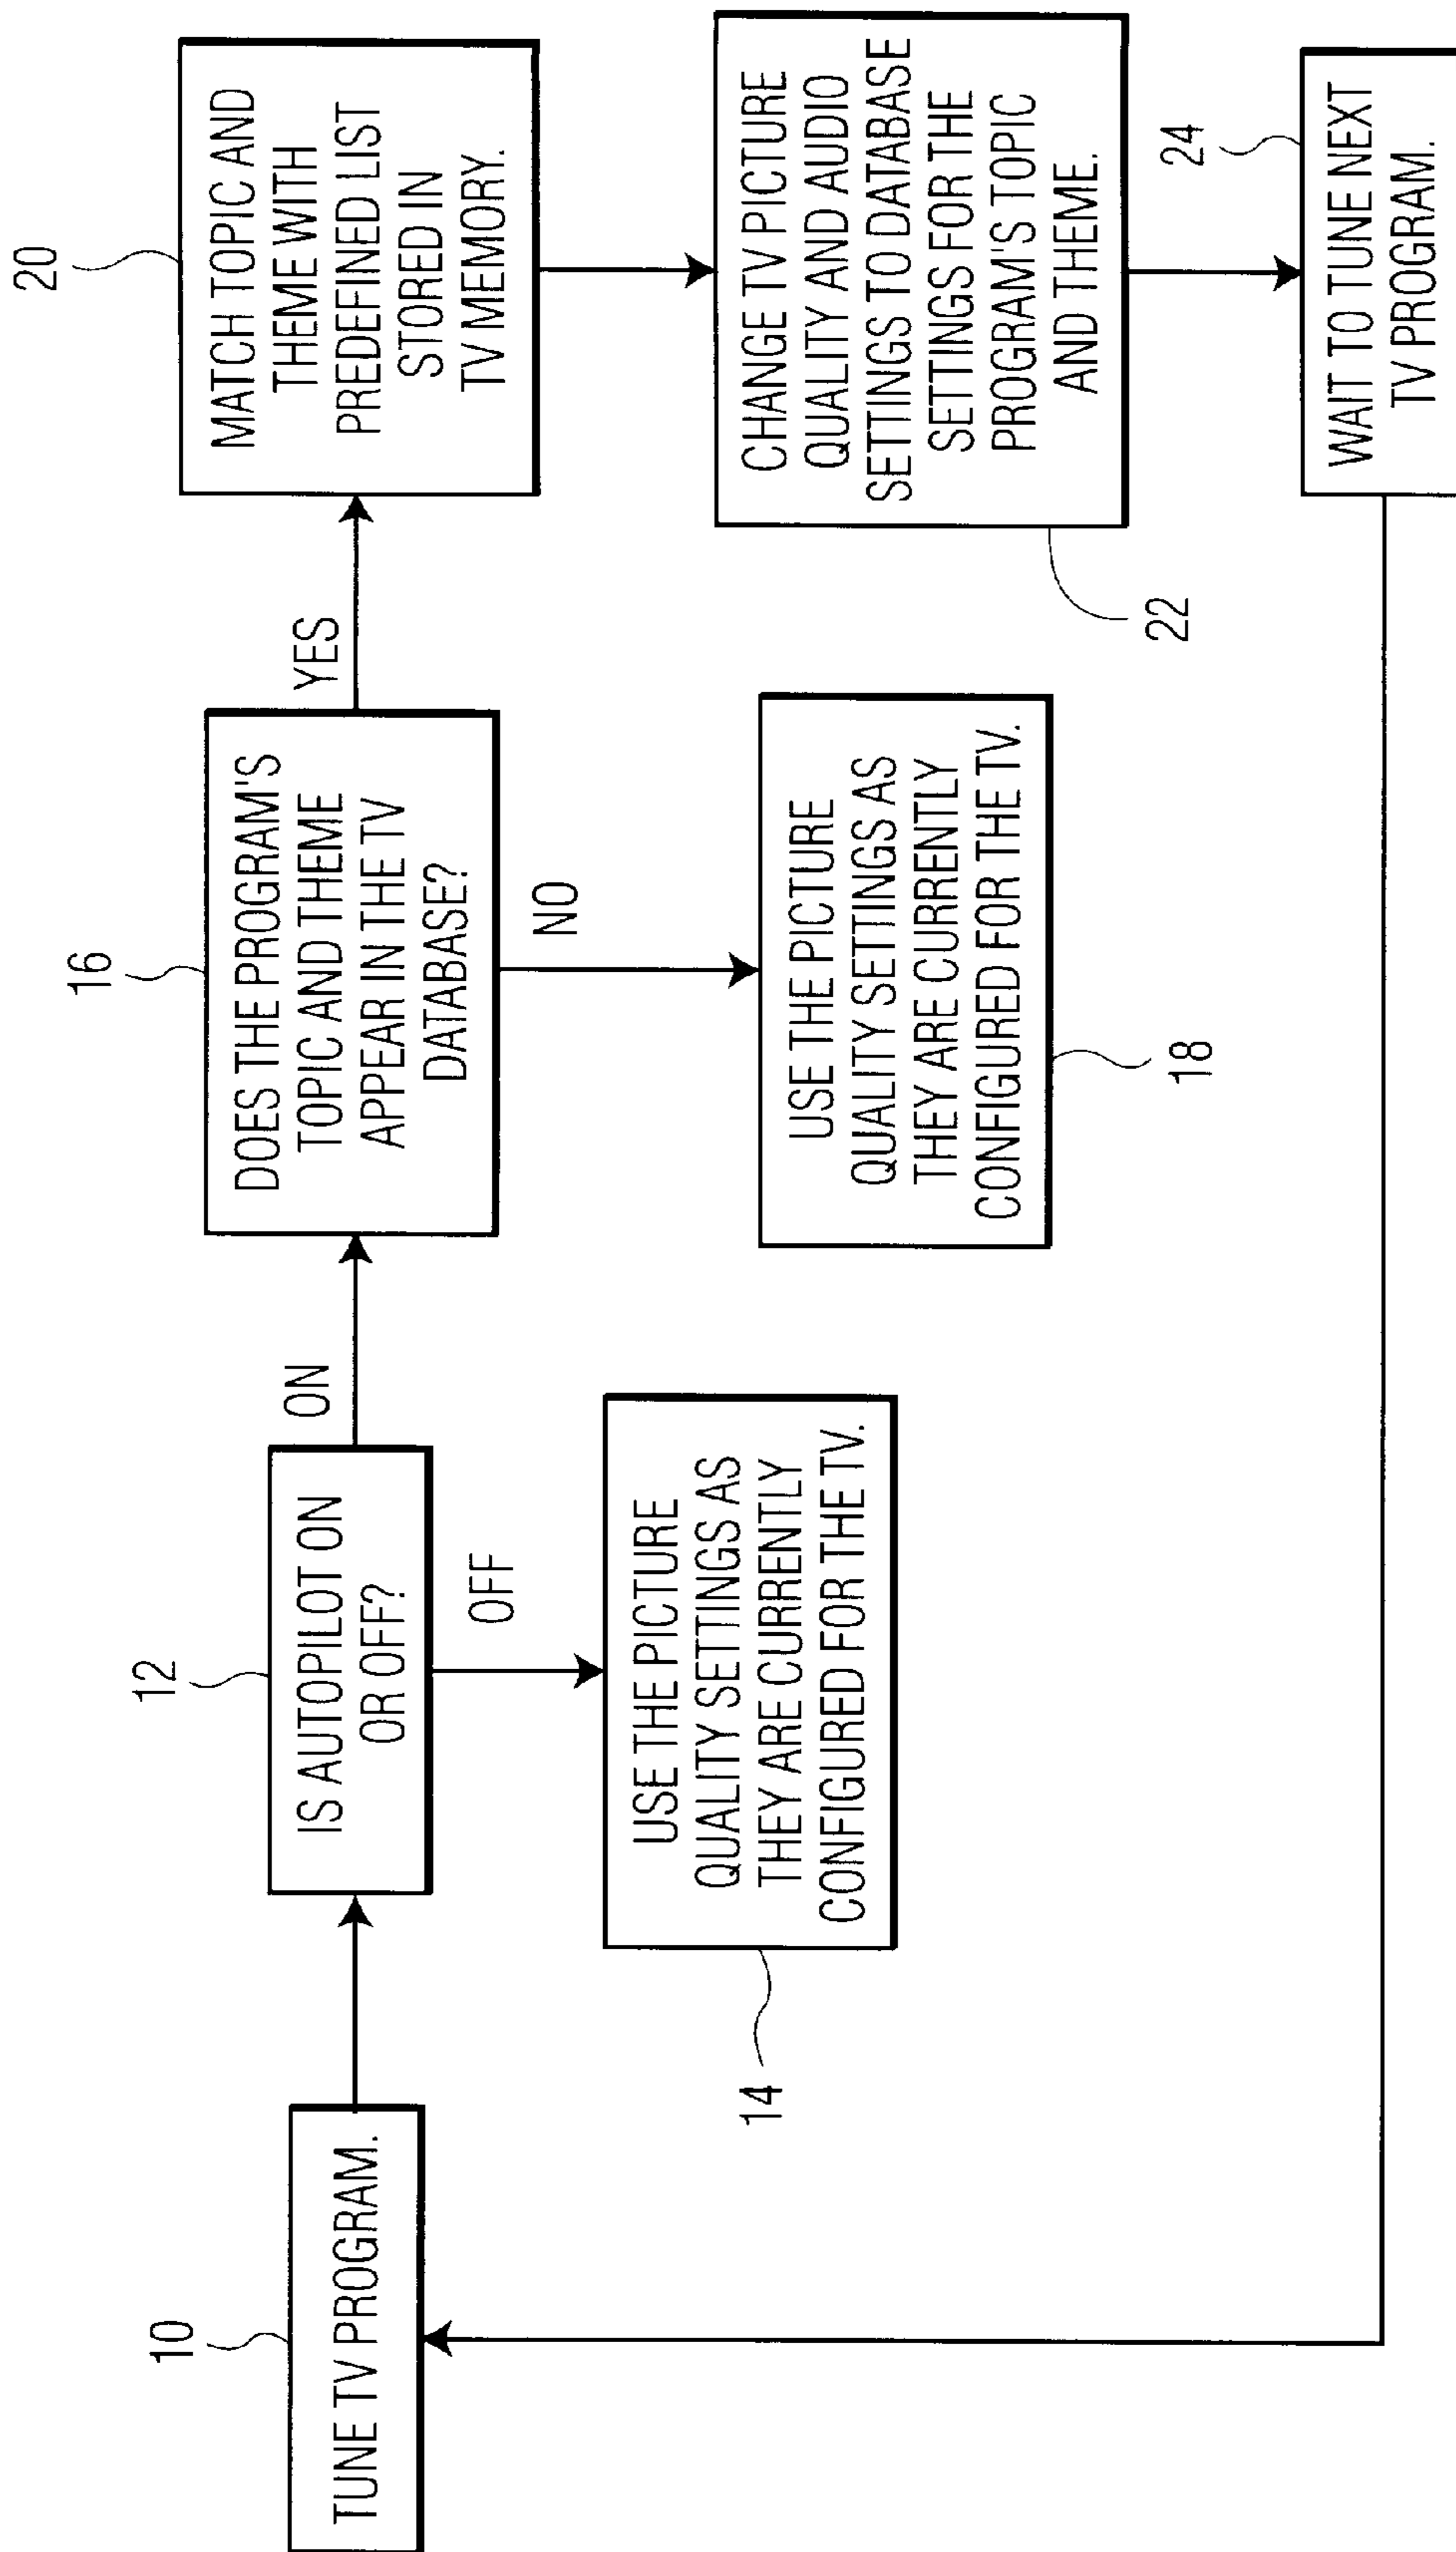 10
TUNE TV PROGRAM.
12
IS AUTOPILOT ON
OR OFF?
ON
OFF
14
USE THE PICTURE
QUALITY SETTINGS AS
THEY ARE CURRENTLY
CONFIGURED FOR THE TV.
16
DOES THE PROGRAM'S
TOPIC AND THEME
APPEAR IN THE TV
DATABASE?
YES
NO
USE THE PICTURE
QUALITY SETTINGS AS
THEY ARE CURRENTLY
CONFIGURED FOR THE TV.
18
20
MATCH TOPIC AND
THEME WITH
PREDEFINED LIST
STORED IN
TV MEMORY.
CHANGE TV PICTURE
QUALITY AND AUDIO
SETTINGS TO DATABASE
SETTINGS FOR THE
PROGRAM'S TOPIC
AND THEME.
22
24
WAIT TO TUNE NEXT
TV PROGRAM.